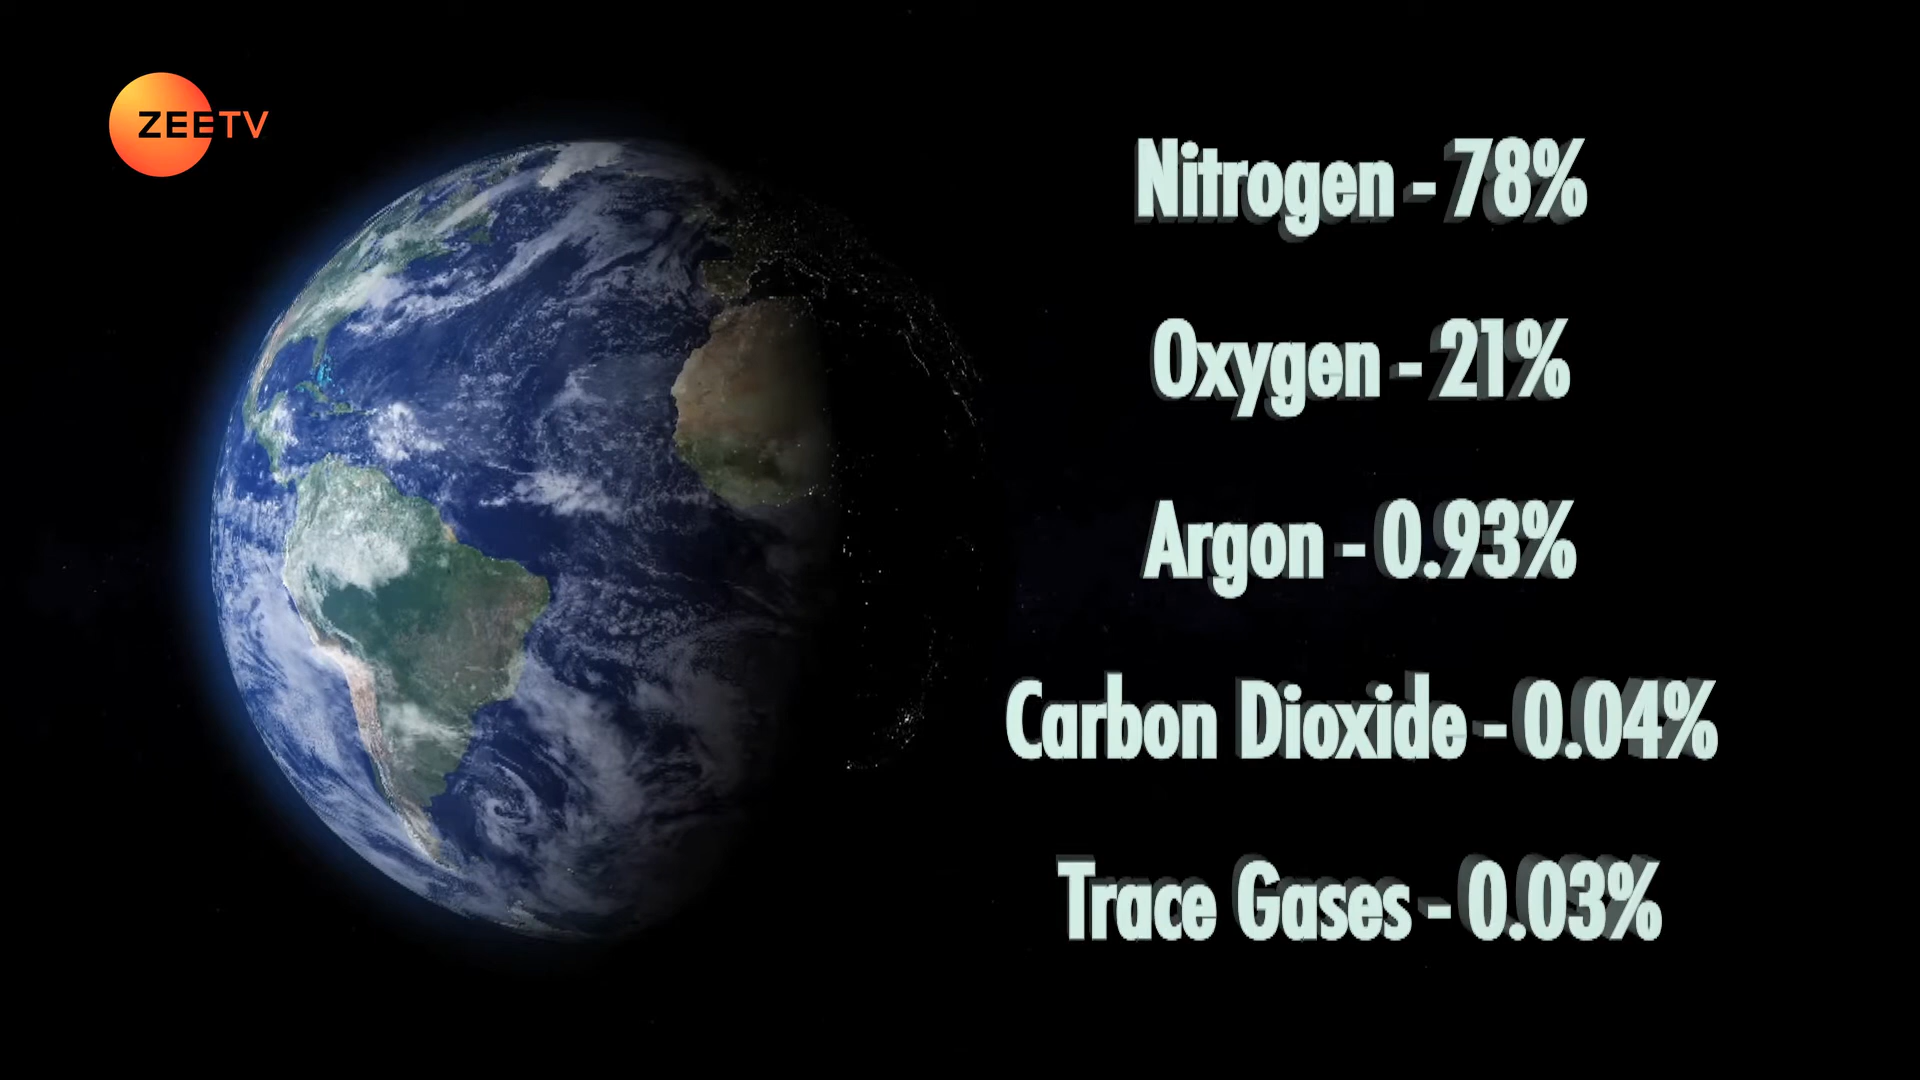 ZEETV
Nitrogen - 78%
Oxygen - 21%
Argon - 0.93%
Carbon Dioxide - 0.04%
Trace Gases - 0.03%